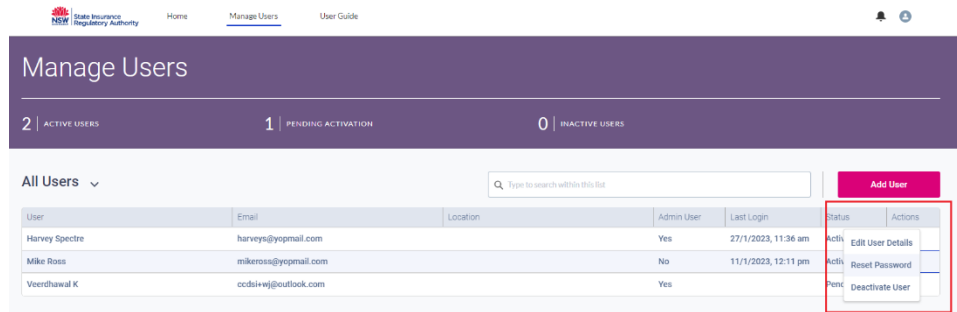 NSW State Insurance Regulatory Authority Home Manage Users User Guide
Manage Users
2 ACTIVE USERS 1 PENDING ACTIVATION 0 INACTIVE USERS
All Users Type to search within this list Add User
User Email Location Admin User Last Login Status Actions
Harvey Spectre harveys@yopmail.com Yes 27/1/2023, 11:36 am Activ
Edit User Details
Mike Ross mikeross@yopmail.com No 11/1/2023, 12:11 pm Activ
Reset Password
Veerdhawal K ccdsi+wj@outlook.com Yes Pend
Deactivate User